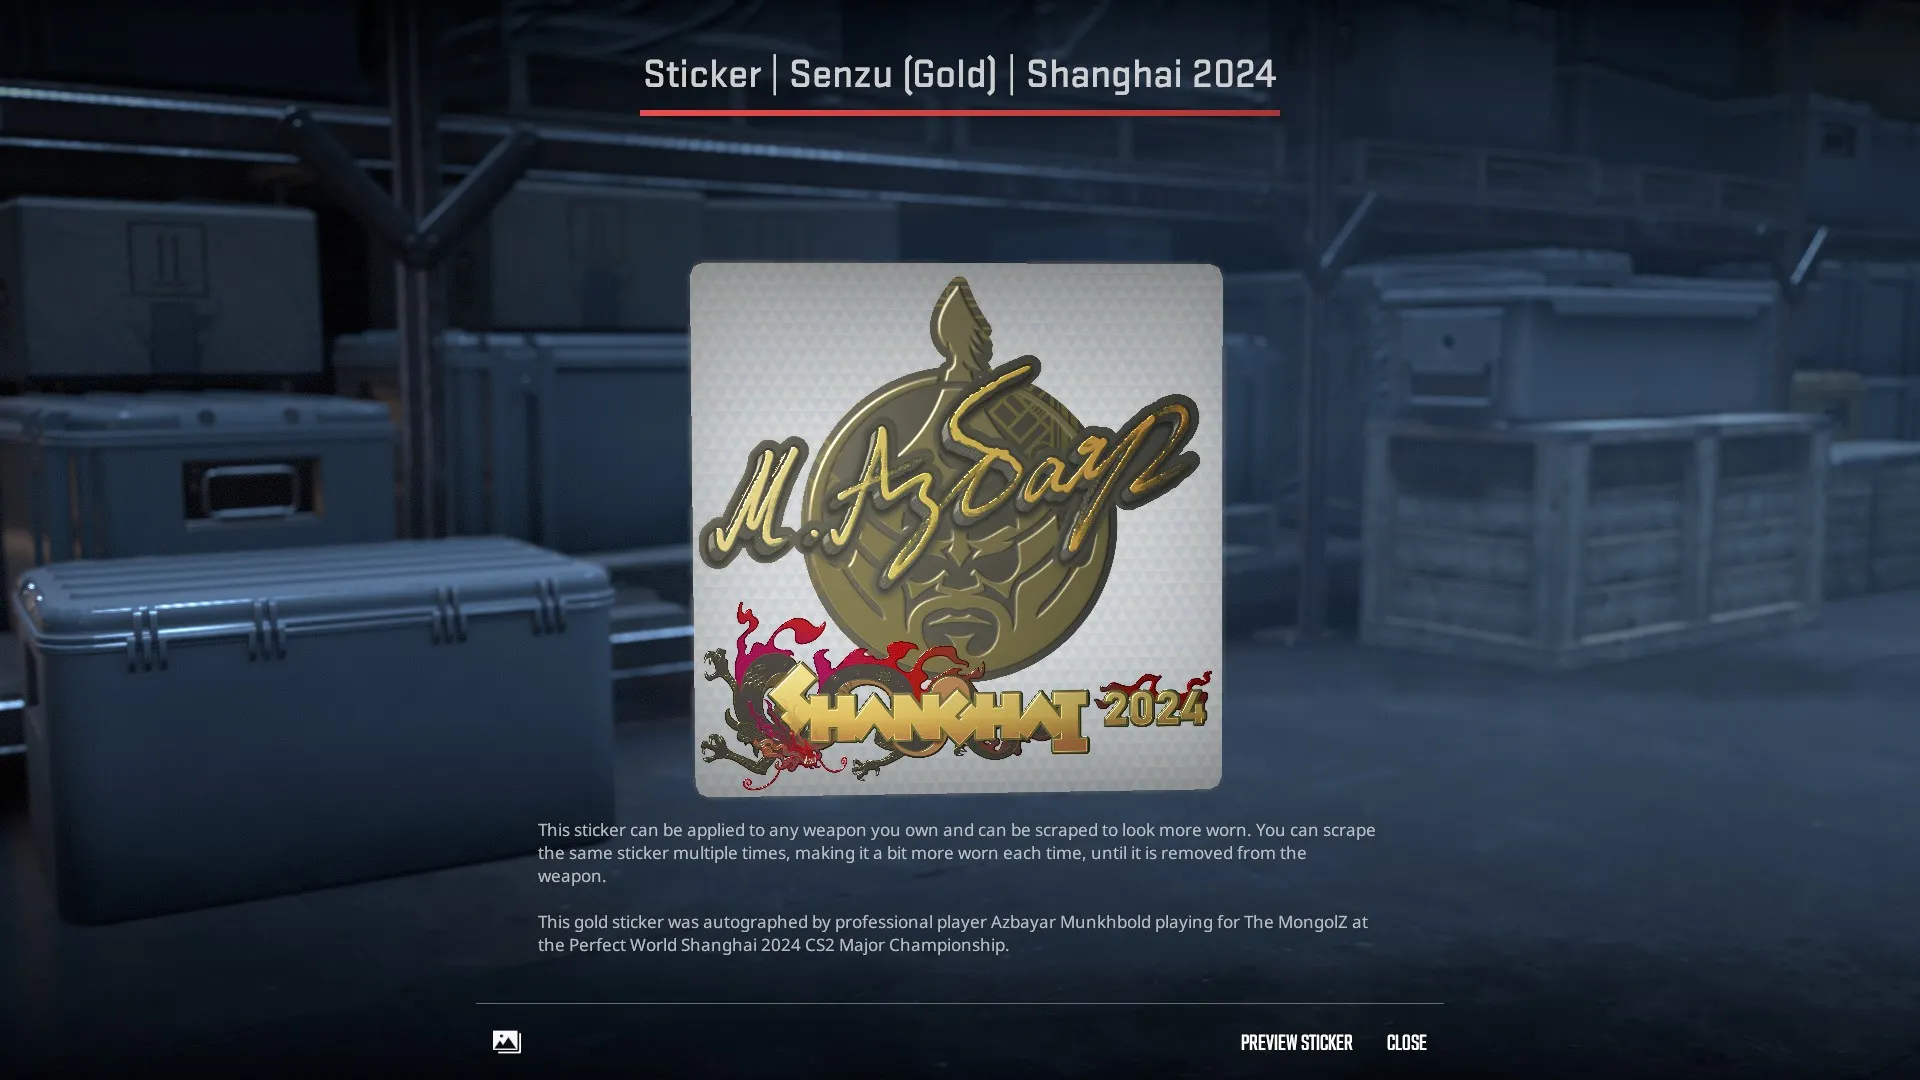 Sticker | Senzu (Gold) | Shanghai 2024
М. Азбаяр
SHANGHAI 2024
This sticker can be applied to any weapon you own and can be scraped to look more worn. You can scrape
the same sticker multiple times, making it a bit more worn each time, until it is removed from the
weapon.
This gold sticker was autographed by professional player Azbayar Munkhbold playing for The MongolZ at
the Perfect World Shanghai 2024 CS2 Major Championship.
PREVIEW STICKER
CLOSE